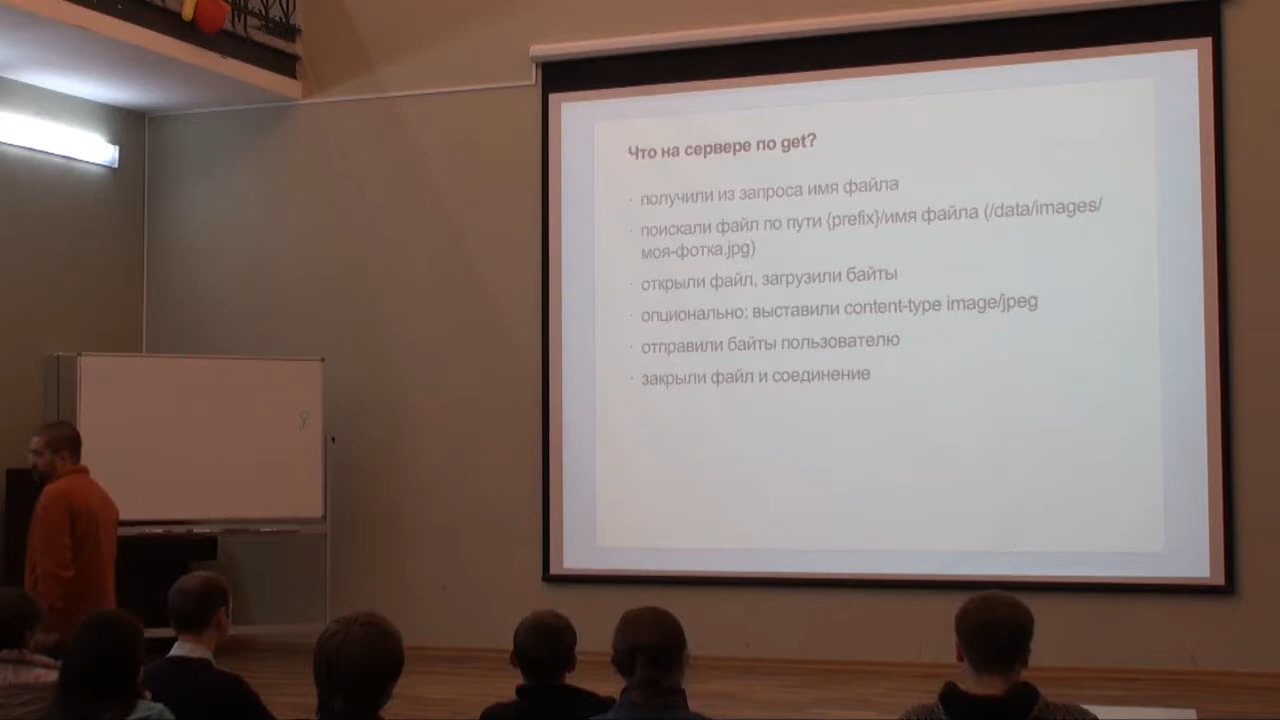 Что на сервере по get?
· получили из запроса имя файла
· поискали файл по пути {prefix}/имя файла (/data/images/
моя-фотка.jpg)
· открыли файл, загрузили байты
· опционально: выставили content-type image/jpeg
· отправили байты пользователю
· закрыли файл и соединение